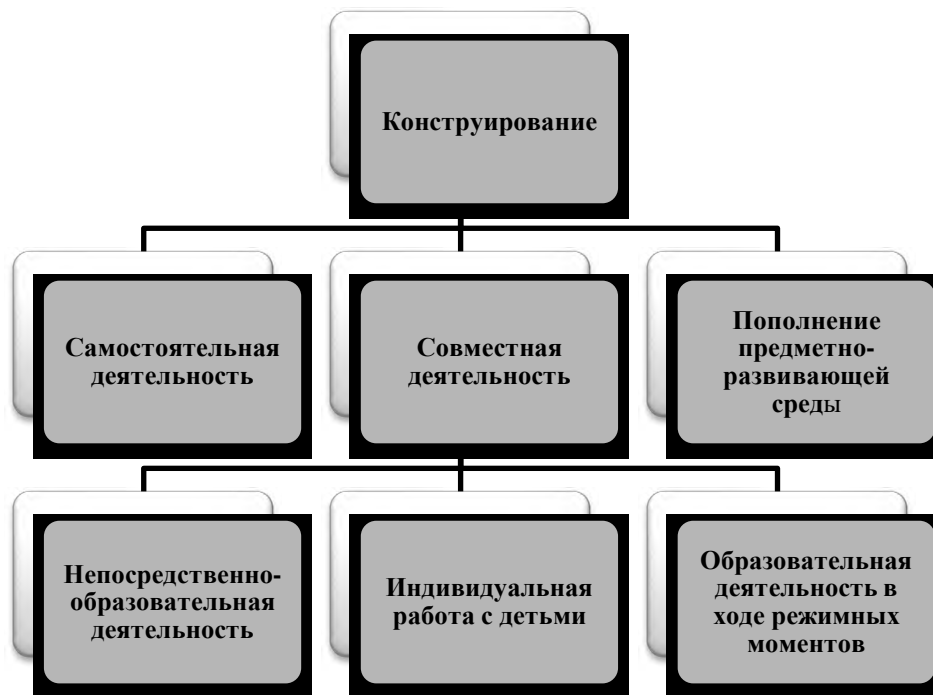 Конструирование
Самостоятельная
деятельность
Совместная
деятельность
Пополнение
предметно-
развивающей
среды
Непосредственно-
образовательная
деятельность
Индивидуальная
работа с детьми
Образовательная
деятельность в
ходе режимных
моментов